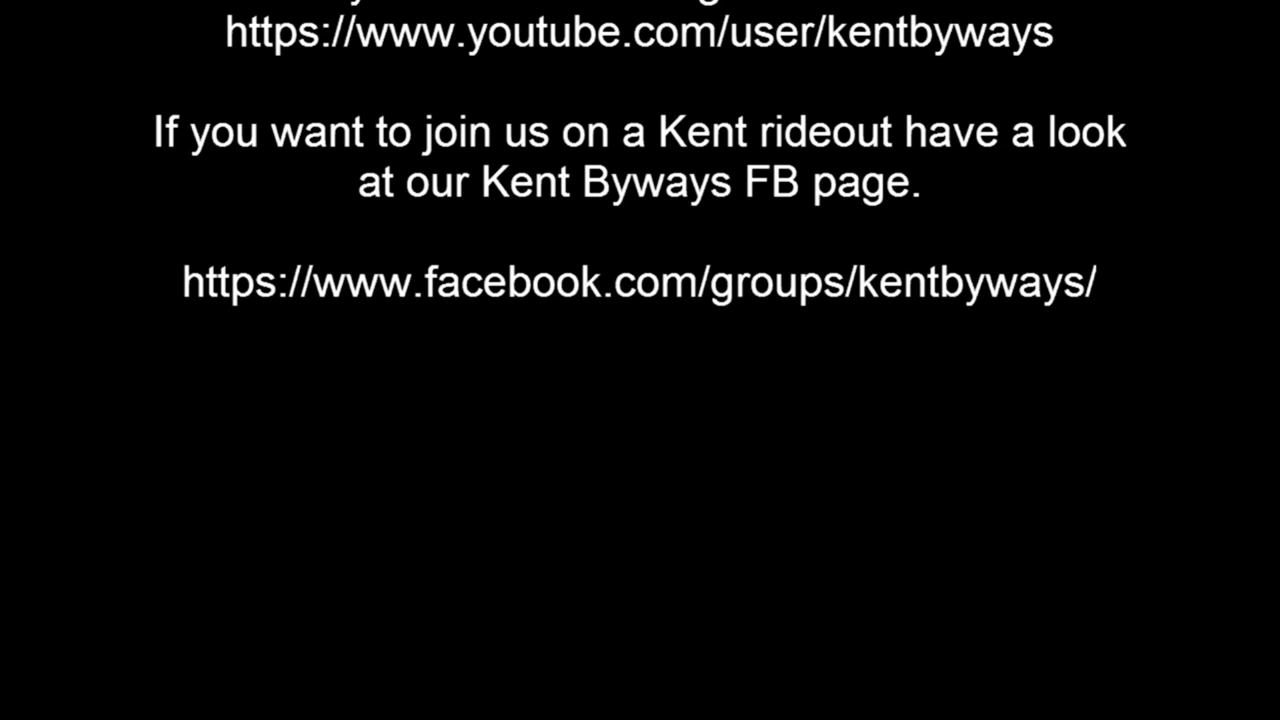 https://www.youtube.com/user/kentbyways
If you want to join us on a Kent rideout have a look
at our Kent Byways FB page.
https://www.facebook.com/groups/kentbyways/